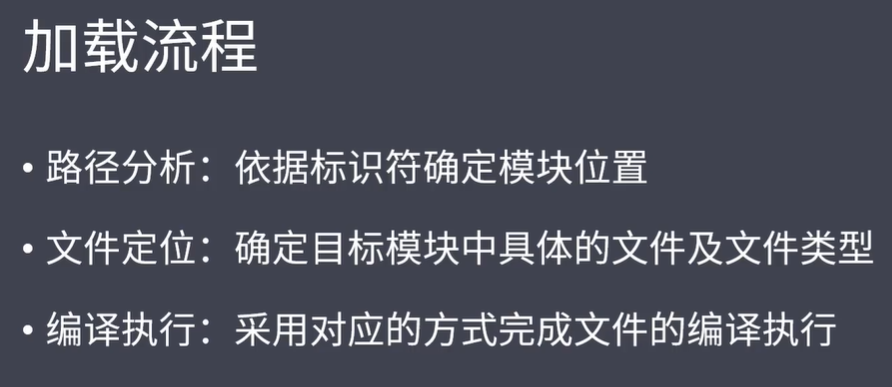 加载流程
• 路径分析：依据标识符确定模块位置
• 文件定位：确定目标模块中具体的文件及文件类型
• 编译执行：采用对应的方式完成文件的编译执行